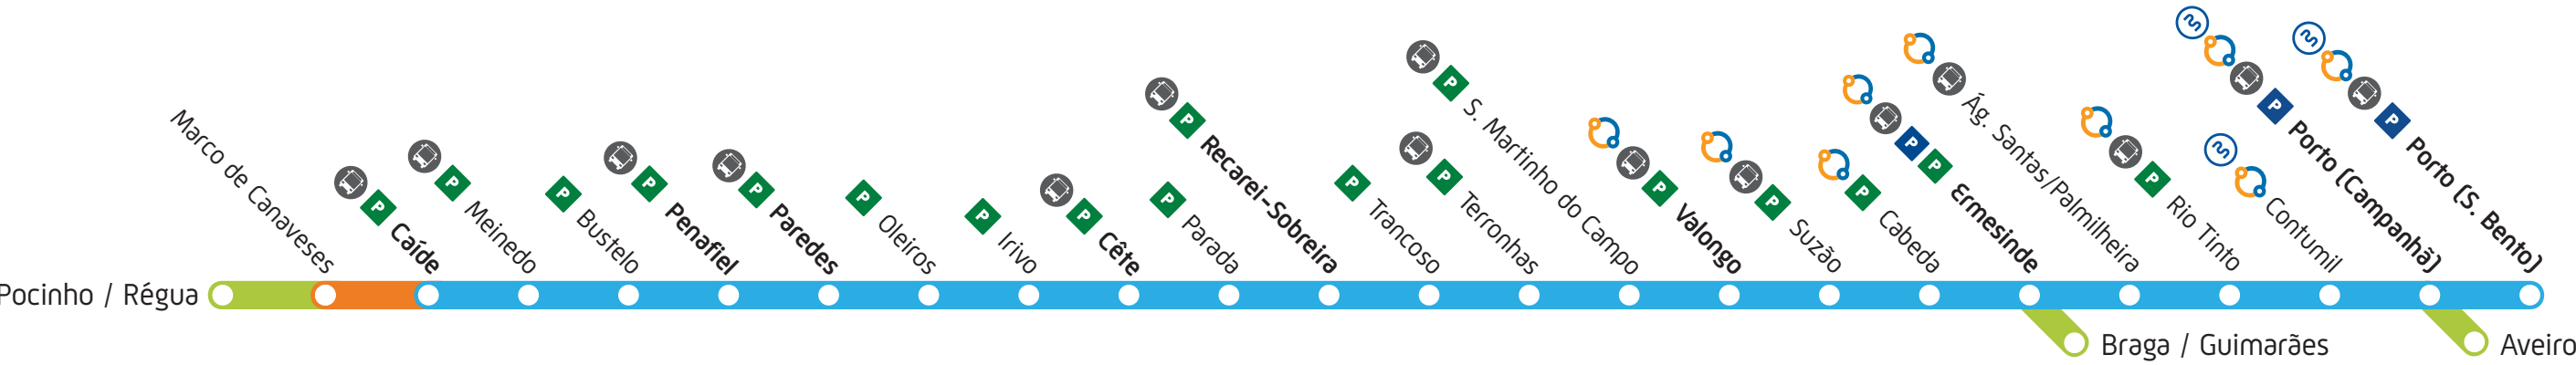 Pocinho / Régua
Marco de Canaveses
P Caíde
P Meinedo
P Bustelo
P Penafiel
P Paredes
P Oleiros
P Irivo
P Cête
P Parada
P Recarei-Sobreira
P Trancoso
P Terronhas
P S. Martinho do Campo
P Valongo
P Suzão
P Cabeda
P P Ermesinde
Ág. Santas/Palmilheira
P Rio Tinto
Contumil
P Porto (Campanhã)
P Porto (S. Bento)
Braga / Guimarães
Aveiro